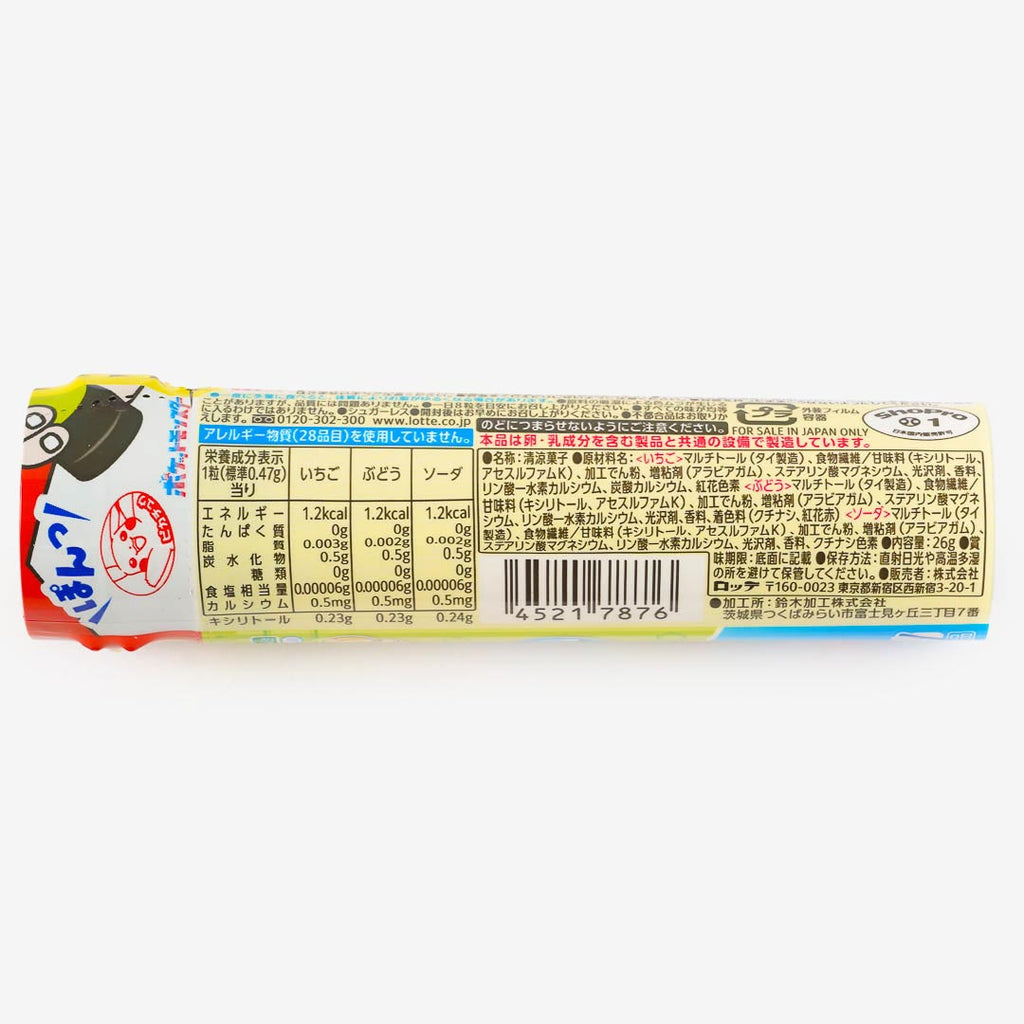 ことがありますが、品質には問題ありません。
に入るわけではありません。●シュガーレス●開封後はお早めにお召し上がりください。●不都合品はお取りか
えします。0120-302-300 www.lotte.co.jp
アレルギー物質(28品目)を使用していません。
のどにつまらせないようにご注意ください。
プラ
外装フィルム
容器
FOR SALE IN JAPAN ONLY
ShoPro
1
日本国内販売許可
本品は卵・乳成分を含む製品と共通の設備で製造しています。
栄養成分表示
1粒(標準0.47g)
当り
いちご ぶどう ソーダ
エネルギー 1.2kcal 1.2kcal 1.2kcal
たんぱく質 0g 0g 0g
脂質 0.003g 0.002g 0.002g
炭水化物 0.5g 0.5g 0.5g
糖類 0g 0g 0g
食塩相当量 0.00006g 0.00006g 0.00006g
カルシウム 0.5mg 0.5mg 0.5mg
キシリトール 0.23g 0.23g 0.24g
●名称:清涼菓子●原材料名:<いちご>マルチトール(タイ製造)、食物繊維/甘味料(キシリトール、
アセスルファムK)、加工でん粉、増粘剤(アラビアガム)、ステアリン酸マグネシウム、光沢剤、香料、
リン酸一水素カルシウム、炭酸カルシウム、紅花色素<ぶどう>マルチトール(タイ製造)、食物繊維/
甘味料(キシリトール、アセスルファムK)、加工でん粉、増粘剤(アラビアガム)、ステアリン酸マグネ
シウム、リン酸一水素カルシウム、光沢剤、香料、着色料(クチナシ、紅花赤)<ソーダ>マルチトール(タイ
製造)、食物繊維/甘味料(キシリトール、アセスルファムK)、加工でん粉、増粘剤(アラビアガム)、
ステアリン酸マグネシウム、リン酸一水素カルシウム、光沢剤、香料、クチナシ色素●内容量:26g●賞
味期限:底面に記載●保存方法:直射日光や高温多湿
の所を避けて保管してください。●販売者:株式会社
ロッテ 〒160-0023 東京都新宿区西新宿3-20-1
●加工所:鈴木加工株式会社
茨城県つくばみらい市富士見ヶ丘三丁目7番
4521 7876